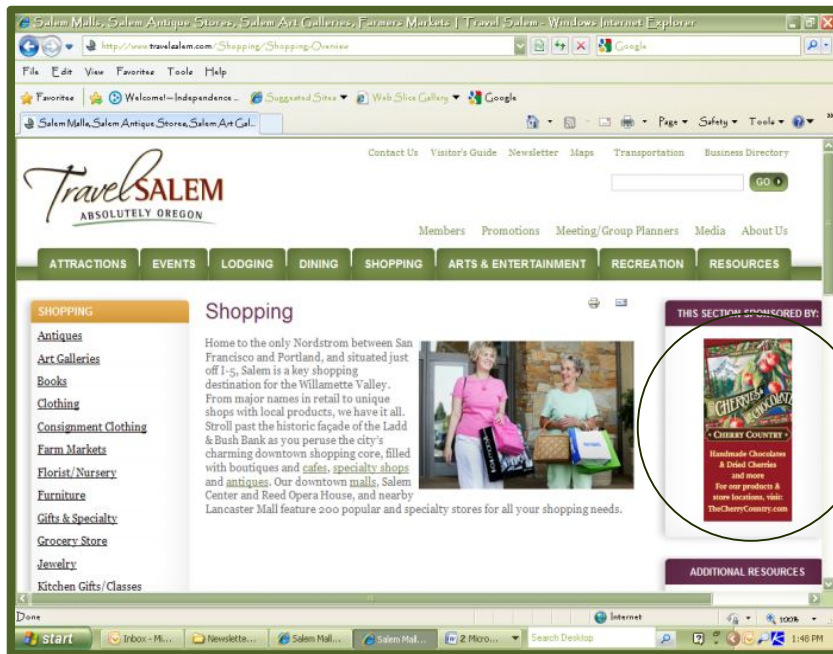 Salem Malls, Salem Antique Stores, Salem Art Galleries, Farmers Markets | Travel Salem - Windows Internet Explorer
http://www.travelsalem.com/Shopping/Shopping-Overview
Google
File Edit View Favorites Tools Help
Favorites Welcome!—Independence... Suggested Sites Web Slice Gallery Google
Salem Malls, Salem Antique Stores, Salem Art Gal... Page Safety Tools
Contact Us Visitor's Guide Newsletter Maps Transportation Business Directory
Travel SALEM
ABSOLUTELY OREGON
GO
Members Promotions Meeting/Group Planners Media About Us
ATTRACTIONS EVENTS LODGING DINING SHOPPING ARTS & ENTERTAINMENT RECREATION RESOURCES
SHOPPING
Antiques
Art Galleries
Books
Clothing
Consignment Clothing
Farm Markets
Florist/Nursery
Furniture
Gifts & Specialty
Grocery Store
Jewelry
Kitchen Gifts/Classes
Shopping
Home to the only Nordstrom between San
Francisco and Portland, and situated just
off I-5, Salem is a key shopping
destination for the Willamette Valley.
From major names in retail to unique
shops with local products, we have it all.
Stroll past the historic façade of the Ladd
& Bush Bank as you peruse the city's
charming downtown shopping core, filled
with boutiques and cafes, specialty shops
and antiques. Our downtown malls, Salem
Center and Reed Opera House, and nearby
Lancaster Mall feature 200 popular and specialty stores for all your shopping needs.
THIS SECTION SPONSORED BY:
CHERRIES
CHOCOLATE
• CHERRY COUNTRY •
Handmade Chocolates
& Dried Cherries
and more
For our products &
store locations, visit:
TheCherryCountry.com
ADDITIONAL RESOURCES
Done Internet 100%
start Inbox - Mi... Newslette... Salem Mall... Salem Mall... 2 Micro... Search Desktop 1:48 PM